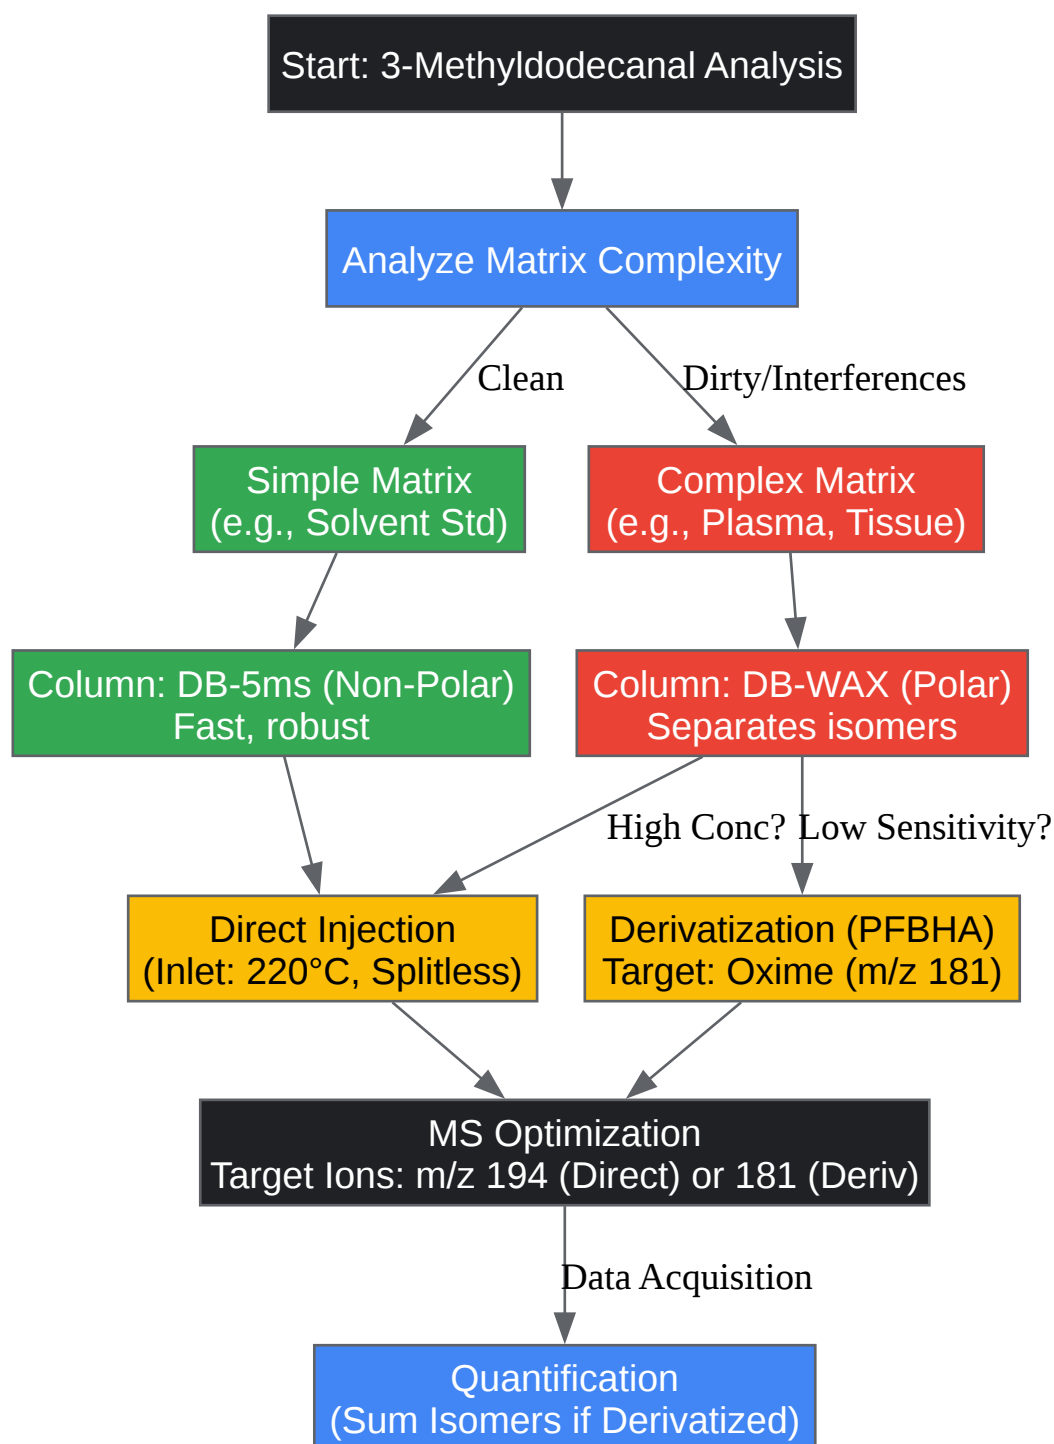 Start: 3-Methyldodecanal Analysis
Analyze Matrix Complexity
Clean
Dirty/Interferences
Simple Matrix
(e.g., Solvent Std)
Complex Matrix
(e.g., Plasma, Tissue)
Column: DB-5ms (Non-Polar)
Fast, robust
Column: DB-WAX (Polar)
Separates isomers
High Conc?
Low Sensitivity?
Direct Injection
(Inlet: 220°C, Splitless)
Derivatization (PFBHA)
Target: Oxime (m/z 181)
MS Optimization
Target Ions: m/z 194 (Direct) or 181 (Deriv)
Data Acquisition
Quantification
(Sum Isomers if Derivatized)